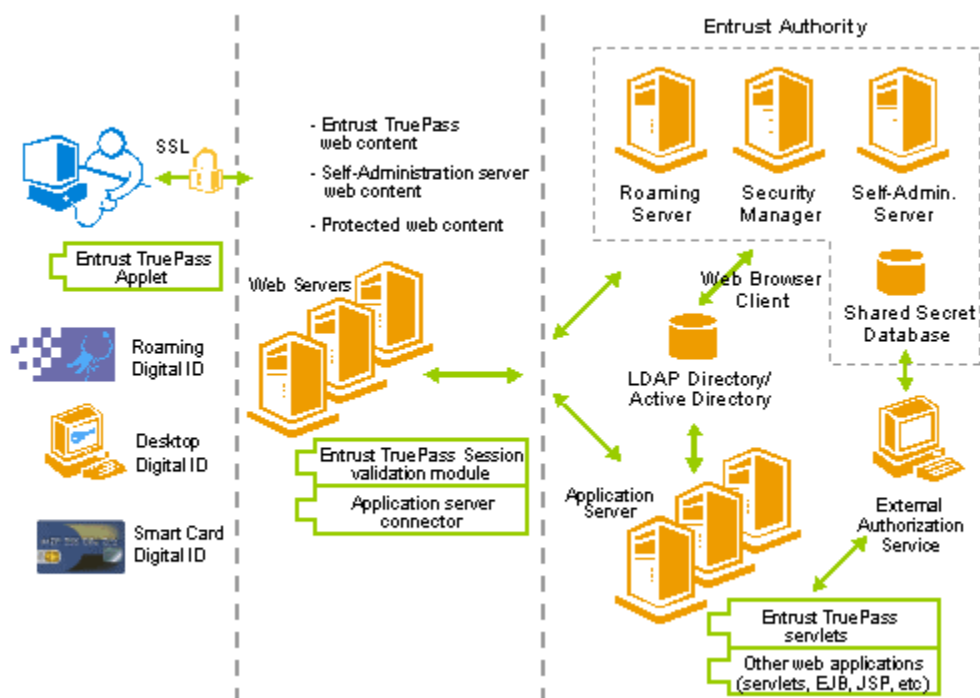 Entrust Authority
SSL
- Entrust TruePass
web content
- Self-Administration server
web content
- Protected web content
Roaming
Server
Security
Manager
Self-Admin.
Server
Entrust TruePass
Applet
Web Servers
Web Browser
Client
Shared Secret
Database
Roaming
Digital ID
LDAP Directory/
Active Directory
Desktop
Digital ID
Entrust TruePass Session
validation module
Application server
connector
Application
Server
External
Authorization
Service
Smart Card
Digital ID
Entrust TruePass
servlets
Other web applications
(servlets, EJB, JSP, etc)